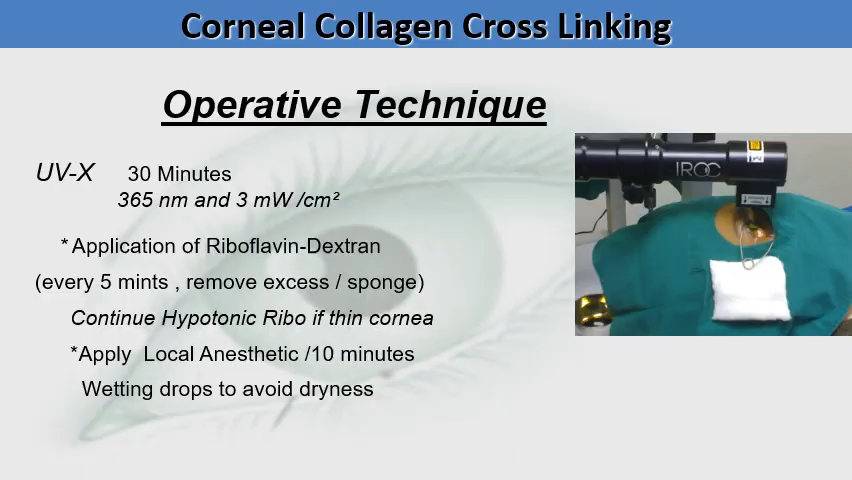 Corneal Collagen Cross Linking
Operative Technique
UV-X 30 Minutes
365 nm and 3 mW /cm²
* Application of Riboflavin-Dextran
(every 5 mints , remove excess / sponge)
Continue Hypotonic Ribo if thin cornea
*Apply Local Anesthetic /10 minutes
Wetting drops to avoid dryness
IROC